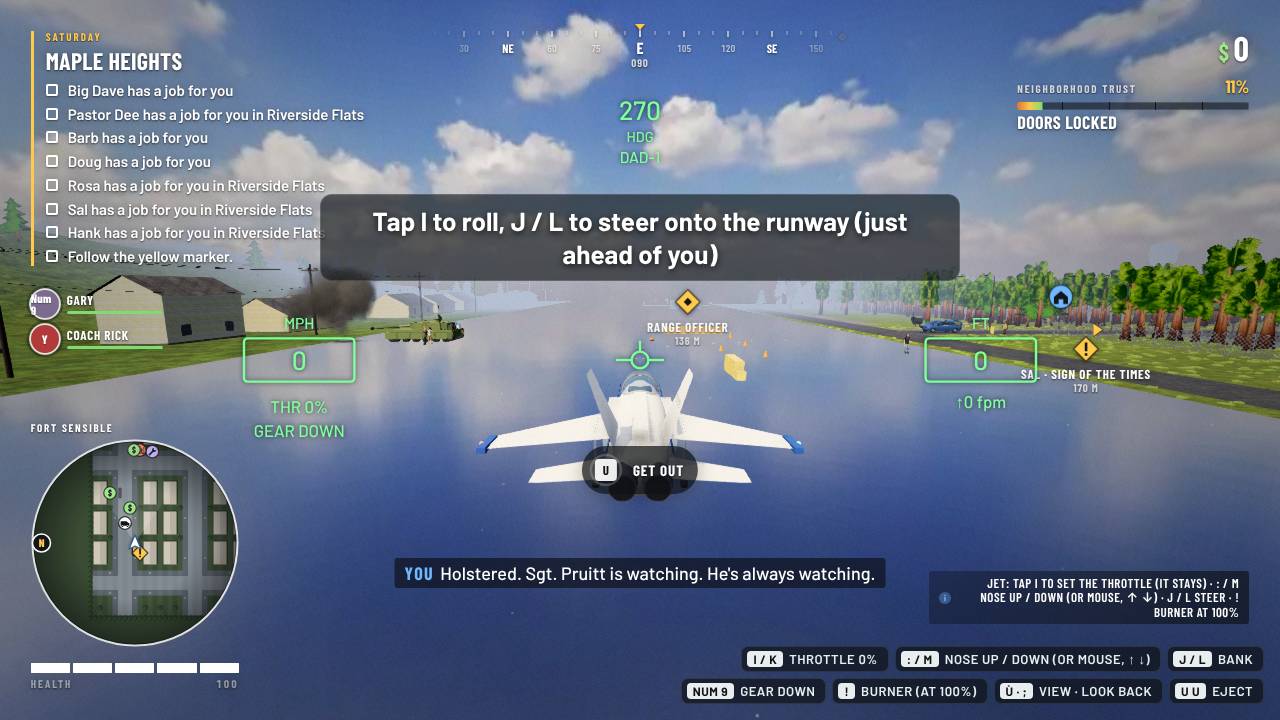 SATURDAY
MAPLE HEIGHTS
Big Dave has a job for you
Pastor Dee has a job for you in Riverside Flats
Barb has a job for you
Doug has a job for you
Rosa has a job for you in Riverside Flats
Sal has a job for you in Riverside Flats
Hank has a job for you in Riverside Flats
Follow the yellow marker.
Num 9 GARY
Y COACH RICK
30 NE 60 75 E 105 120 SE 150
090
270
HDG
DAD-1
$0
NEIGHBORHOOD TRUST 11%
DOORS LOCKED
Tap I to roll, J / L to steer onto the runway (just
ahead of you)
RANGE OFFICER
138 M
MPH
0
THR 0%
GEAR DOWN
FT
0
↑0 fpm
SAL · SIGN OF THE TIMES
170 M
U GET OUT
YOU Holstered. Sgt. Pruitt is watching. He's always watching.
FORT SENSIBLE
N
HEALTH 100
JET: TAP I TO SET THE THROTTLE (IT STAYS) · : / M
NOSE UP / DOWN (OR MOUSE, ↑ ↓) · J / L STEER · !
BURNER AT 100%
I / K THROTTLE 0% : / M NOSE UP / DOWN (OR MOUSE, ↑ ↓) J / L BANK
NUM 9 GEAR DOWN ! BURNER (AT 100%) Ù · ; VIEW · LOOK BACK U U EJECT